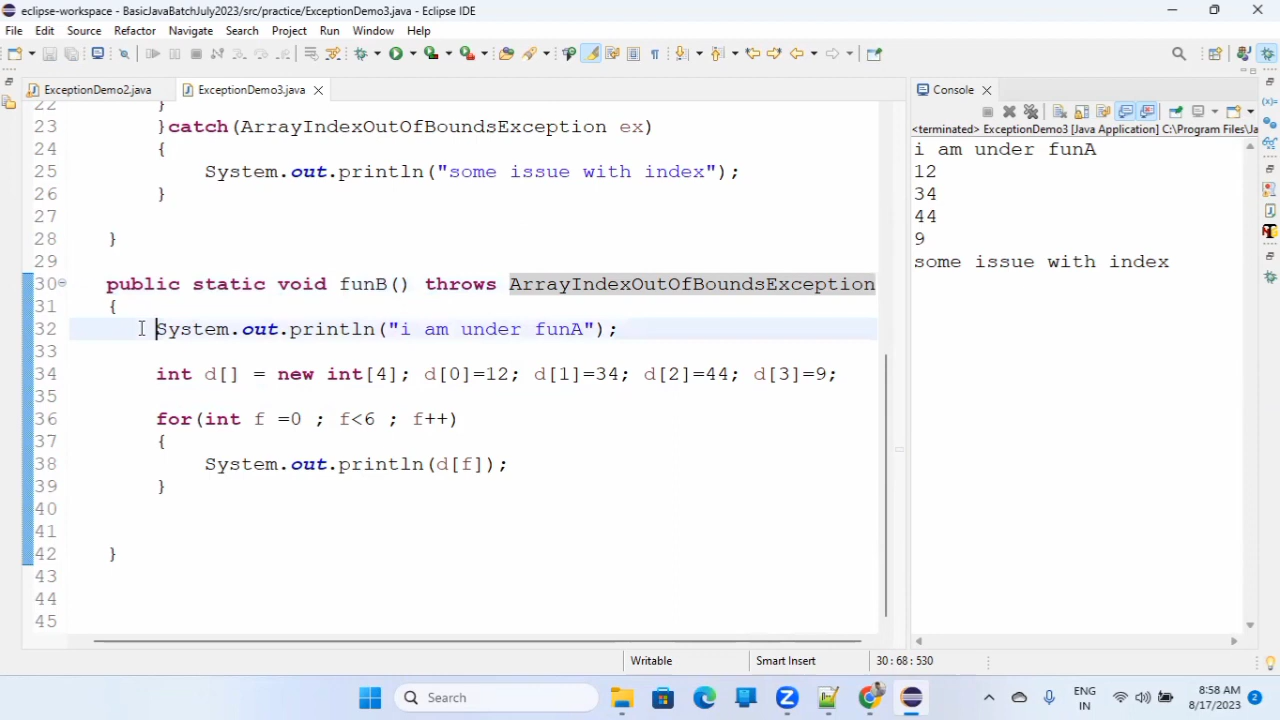 eclipse-workspace - BasicJavaBatchJuly2023/src/practice/ExceptionDemo3.java - Eclipse IDE
File Edit Source Refactor Navigate Search Project Run Window Help
ExceptionDemo2.java
ExceptionDemo3.java
22 }
23 }catch(ArrayIndexOutOfBoundsException ex)
24 {
25 System.out.println("some issue with index");
26 }
27
28 }
29
30 public static void funB() throws ArrayIndexOutOfBoundsException
31 {
32 System.out.println("i am under funA");
33
34 int d[] = new int[4]; d[0]=12; d[1]=34; d[2]=44; d[3]=9;
35
36 for(int f =0 ; f<6 ; f++)
37 {
38 System.out.println(d[f]);
39 }
40
41
42 }
43
44
45
Console
<terminated> ExceptionDemo3 [Java Application] C:\Program Files\Ja
i am under funA
12
34
44
9
some issue with index
Writable
Smart Insert
30 : 68 : 530
Search
ENG
IN
8:58 AM
8/17/2023
2